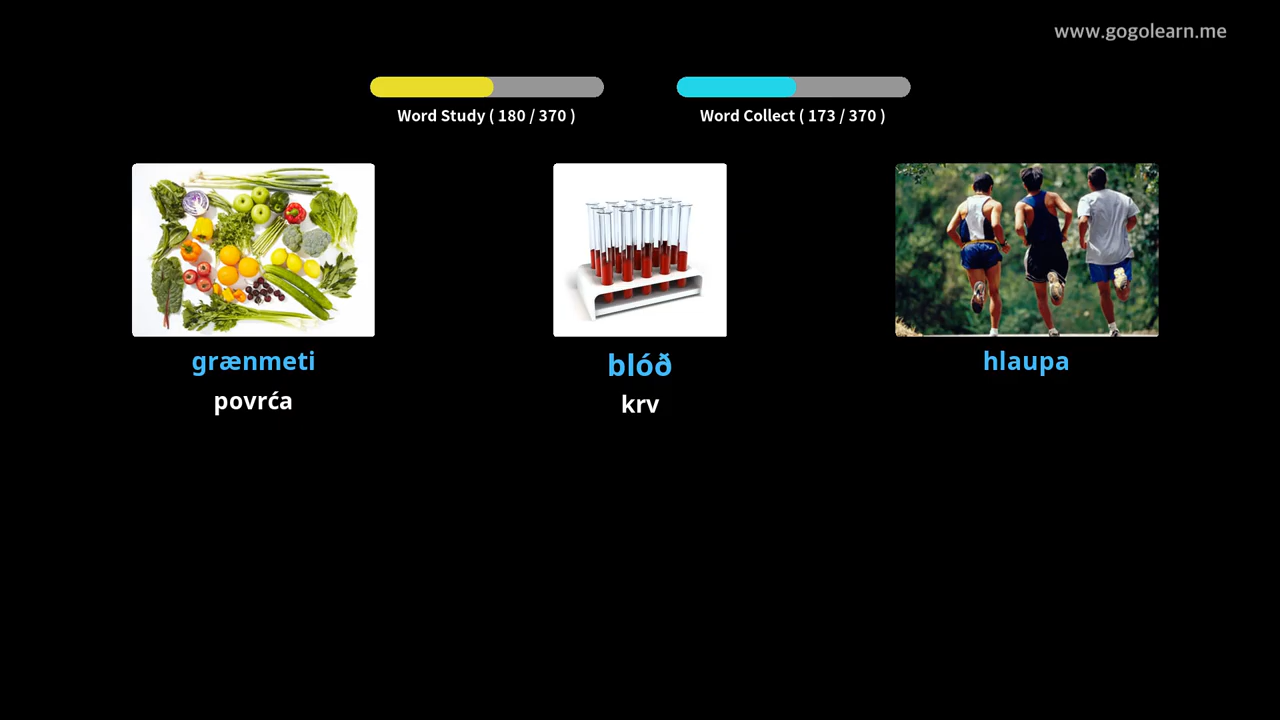 www.gogolearn.me
Word Study ( 180 / 370 )
Word Collect ( 173 / 370 )
grænmeti
povrća
blóð
krv
hlaupa